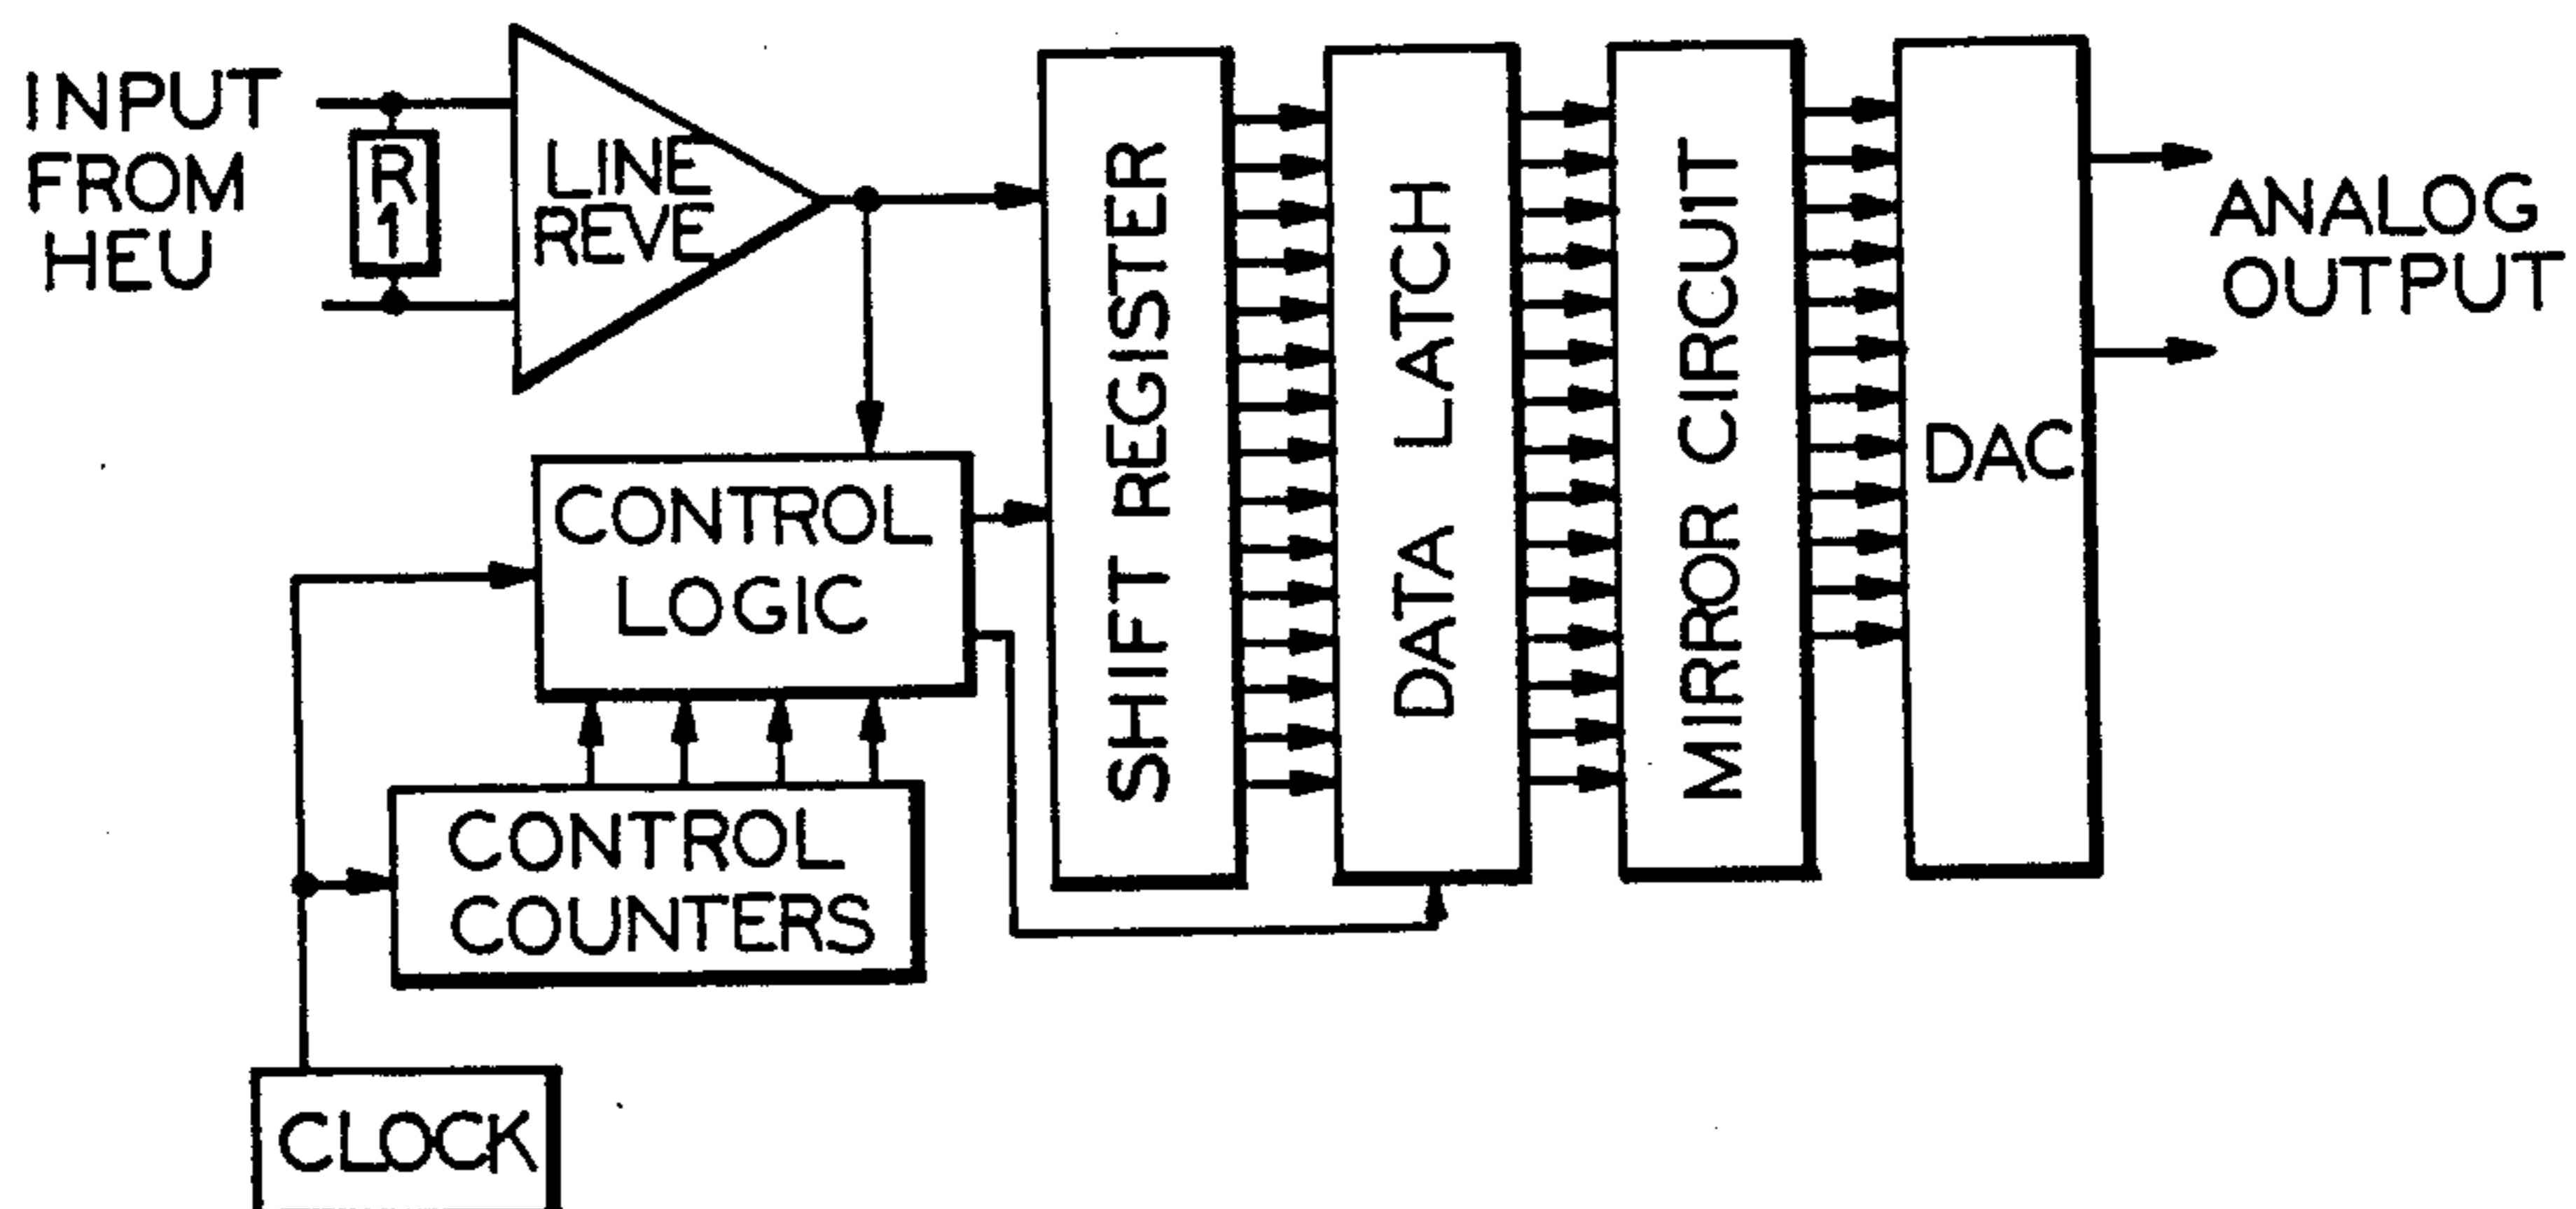 INPUT
FROM
HEU
R
1
LINE
REVE
SHIFT REGISTER
DATA LATCH
MIRROR CIRCUIT
DAC
ANALOG
OUTPUT
CONTROL
LOGIC
CONTROL
COUNTERS
CLOCK